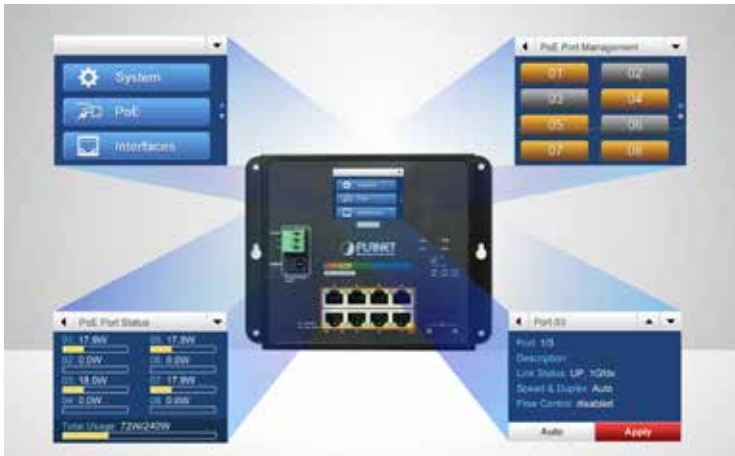 System
PoE
Interfaces
PoE Port Management
01 02
03 04
05 06
07 08
PLANET
PoE Port Status
01: 17.9W 05: 17.8W
02: 0.0W 06: 0.0W
03: 18.0W 07: 17.9W
04: 0.0W 08: 0.0W
Total Usage: 72W/240W
Port 03
Port: 1/3
Description:
Link Status: UP, 1Gfdx
Speed & Duplex: Auto
Flow Control: disabled
Auto Apply